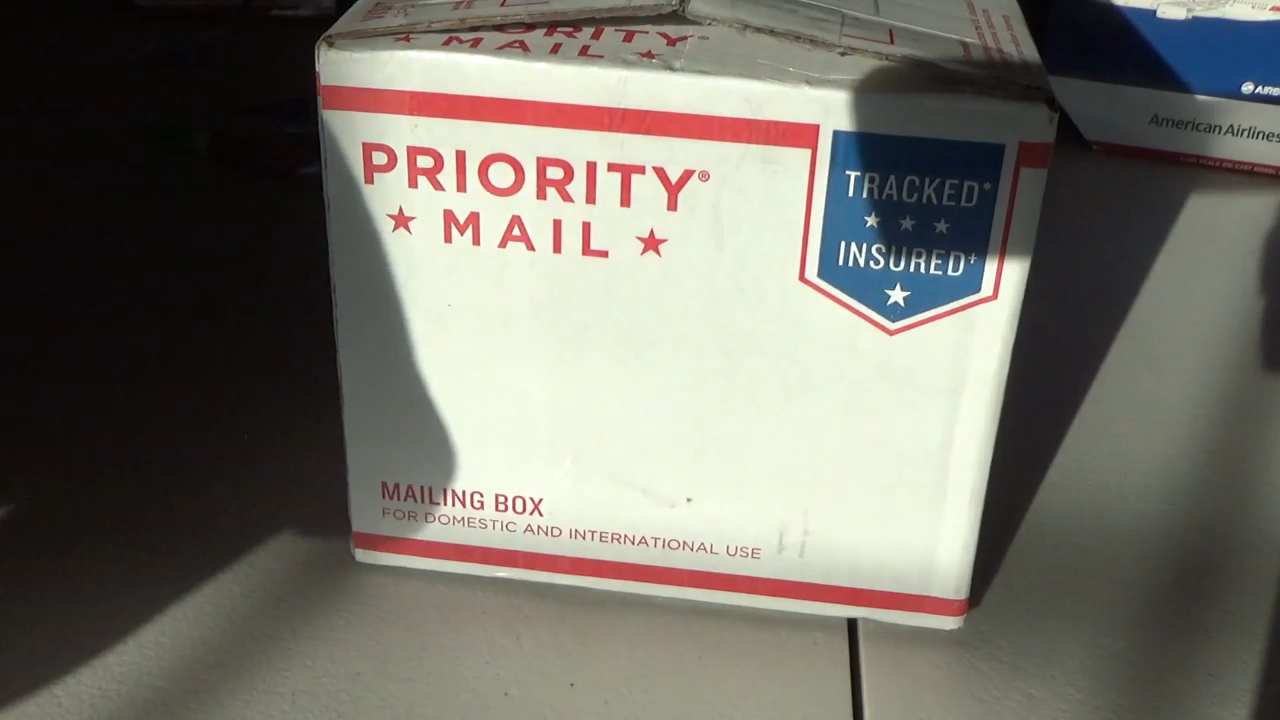 PRIORITY
MAIL
PRIORITY®
★ MAIL ★
TRACKED*
★ ★ ★
INSURED+
★
MAILING BOX
FOR DOMESTIC AND INTERNATIONAL USE
American Airlines